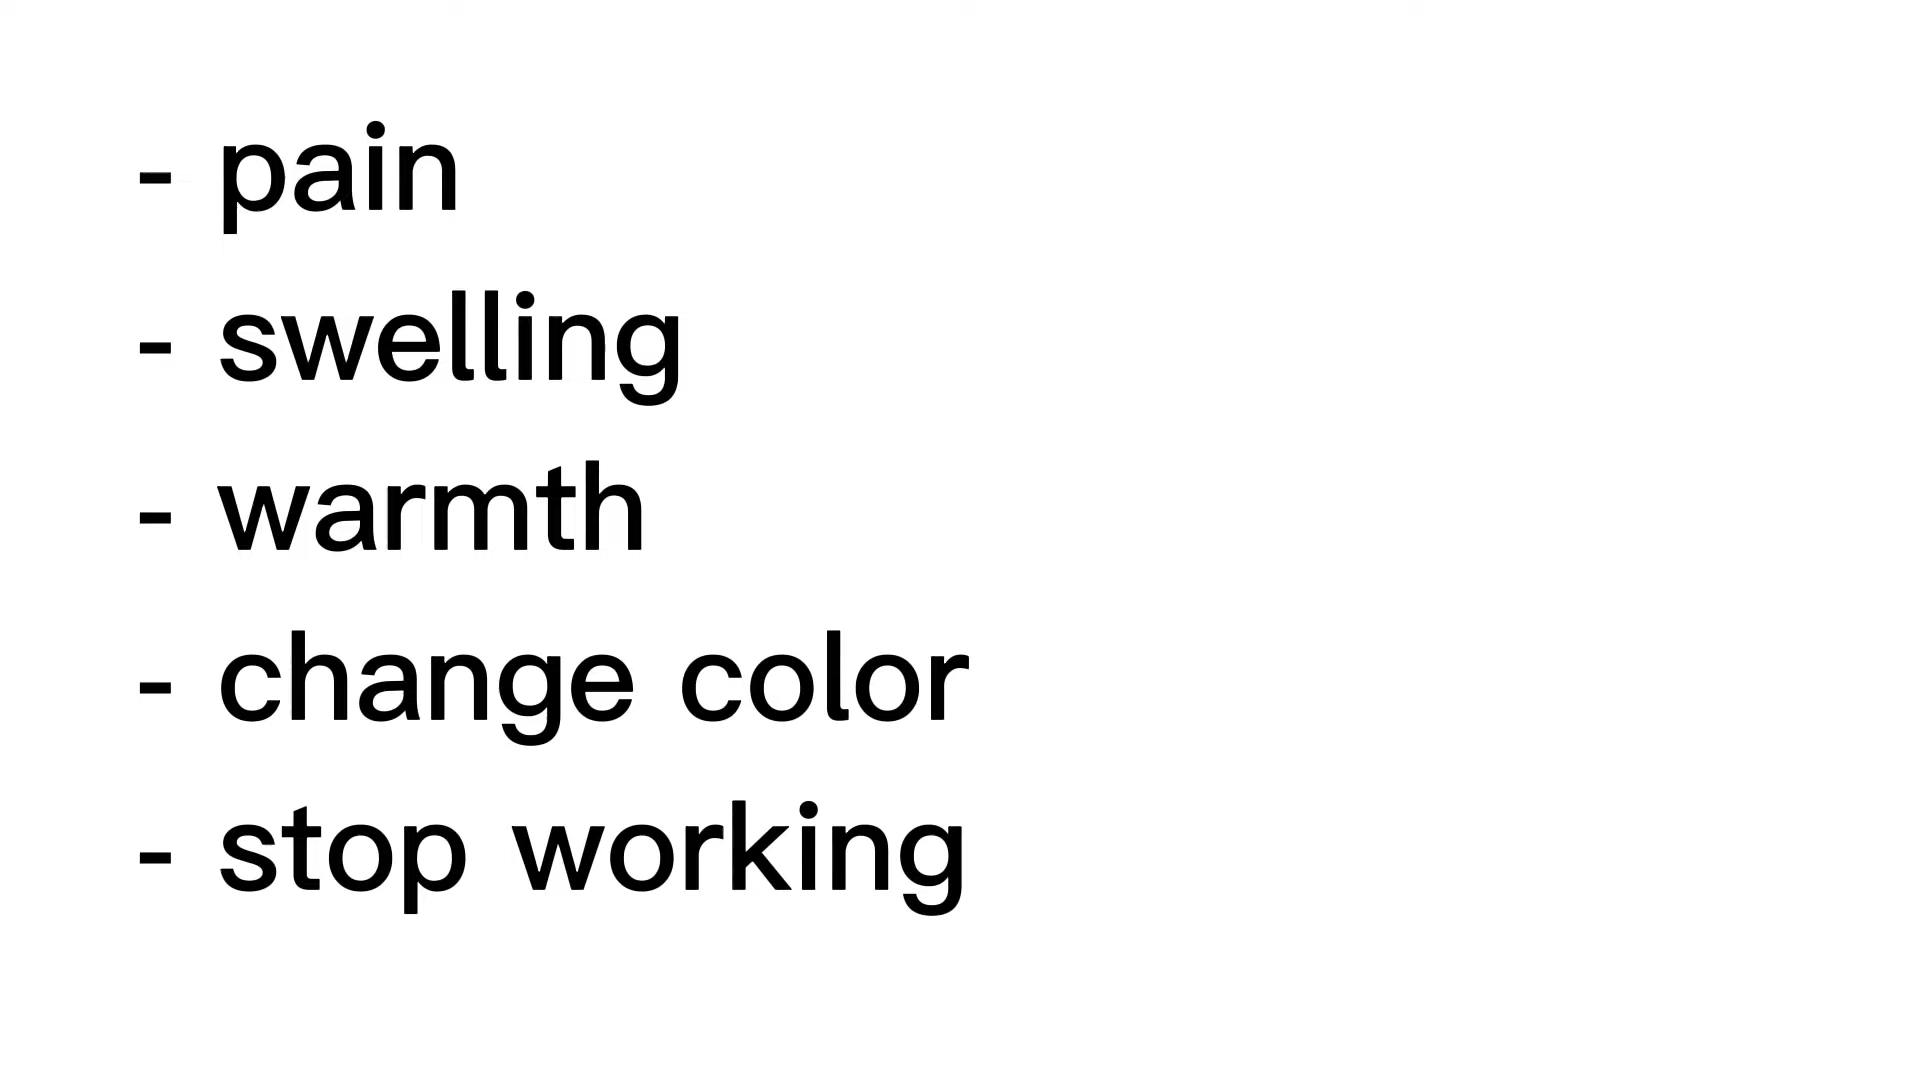 - pain
- swelling
- warmth
- change color
- stop working